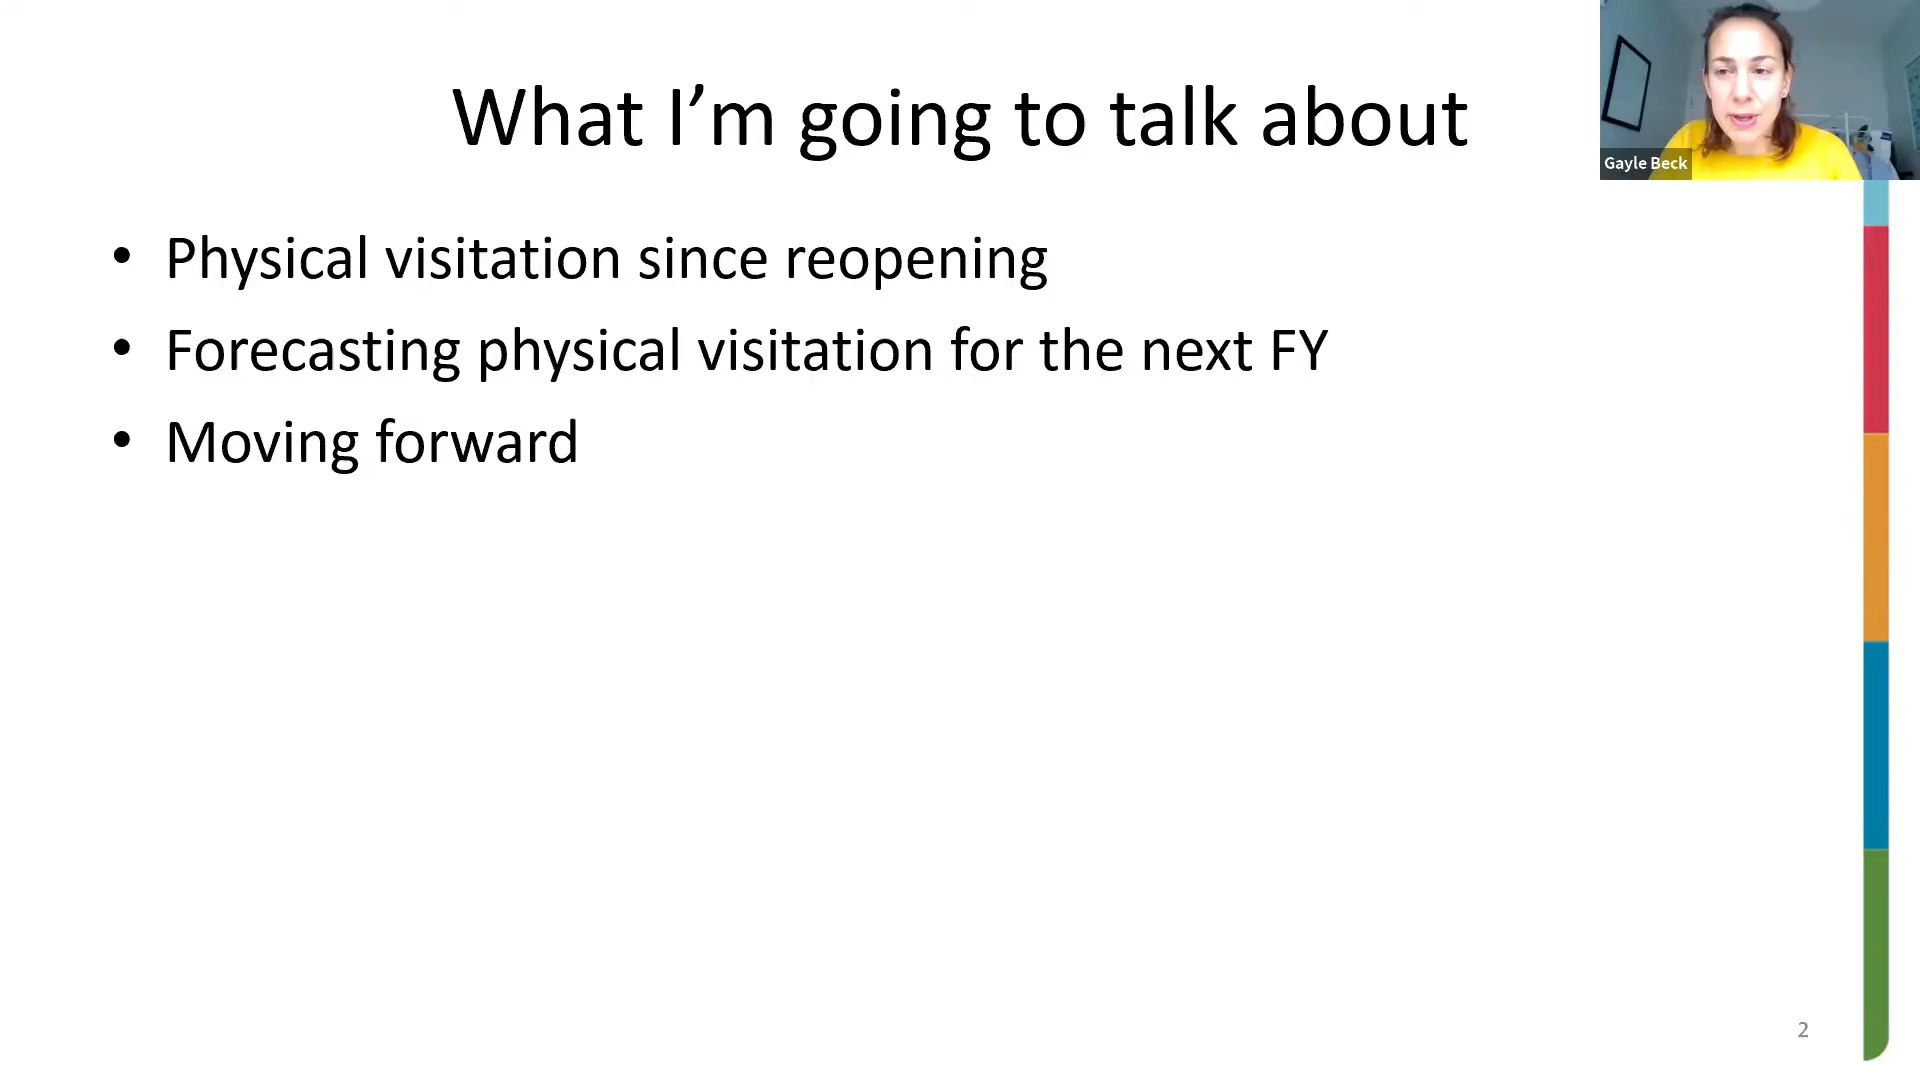 What I’m going to talk about
Gayle Beck
• Physical visitation since reopening
• Forecasting physical visitation for the next FY
• Moving forward
2